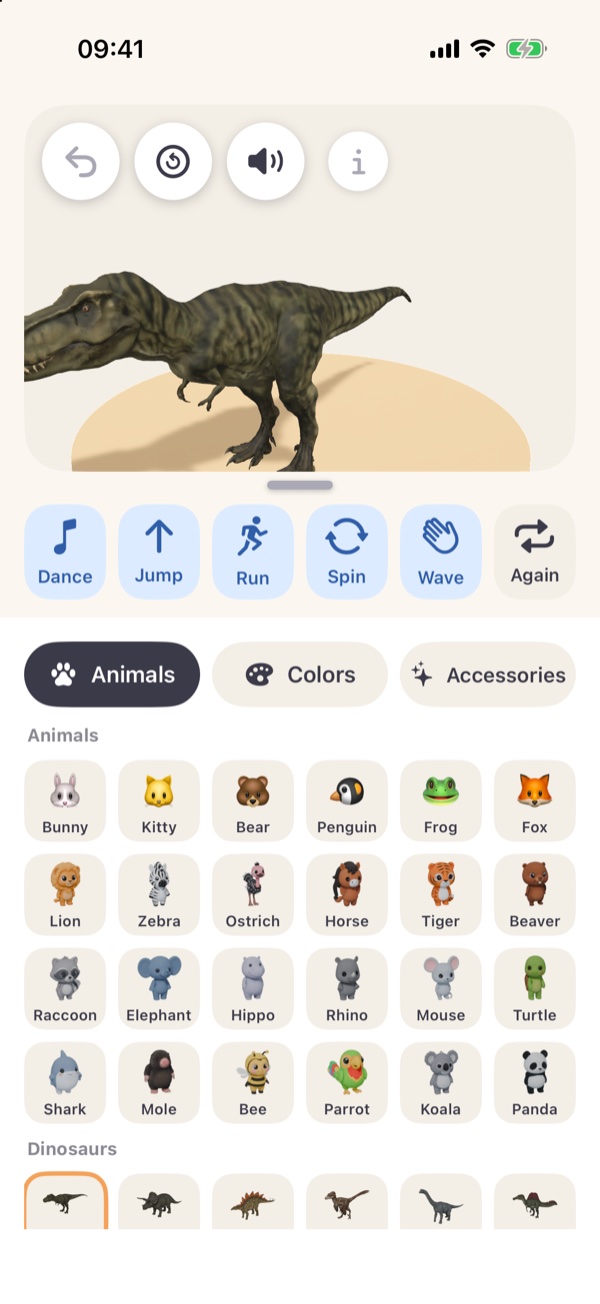 09:41
i
Dance Jump Run Spin Wave Again
Animals Colors Accessories
Animals
Bunny Kitty Bear Penguin Frog Fox
Lion Zebra Ostrich Horse Tiger Beaver
Raccoon Elephant Hippo Rhino Mouse Turtle
Shark Mole Bee Parrot Koala Panda
Dinosaurs